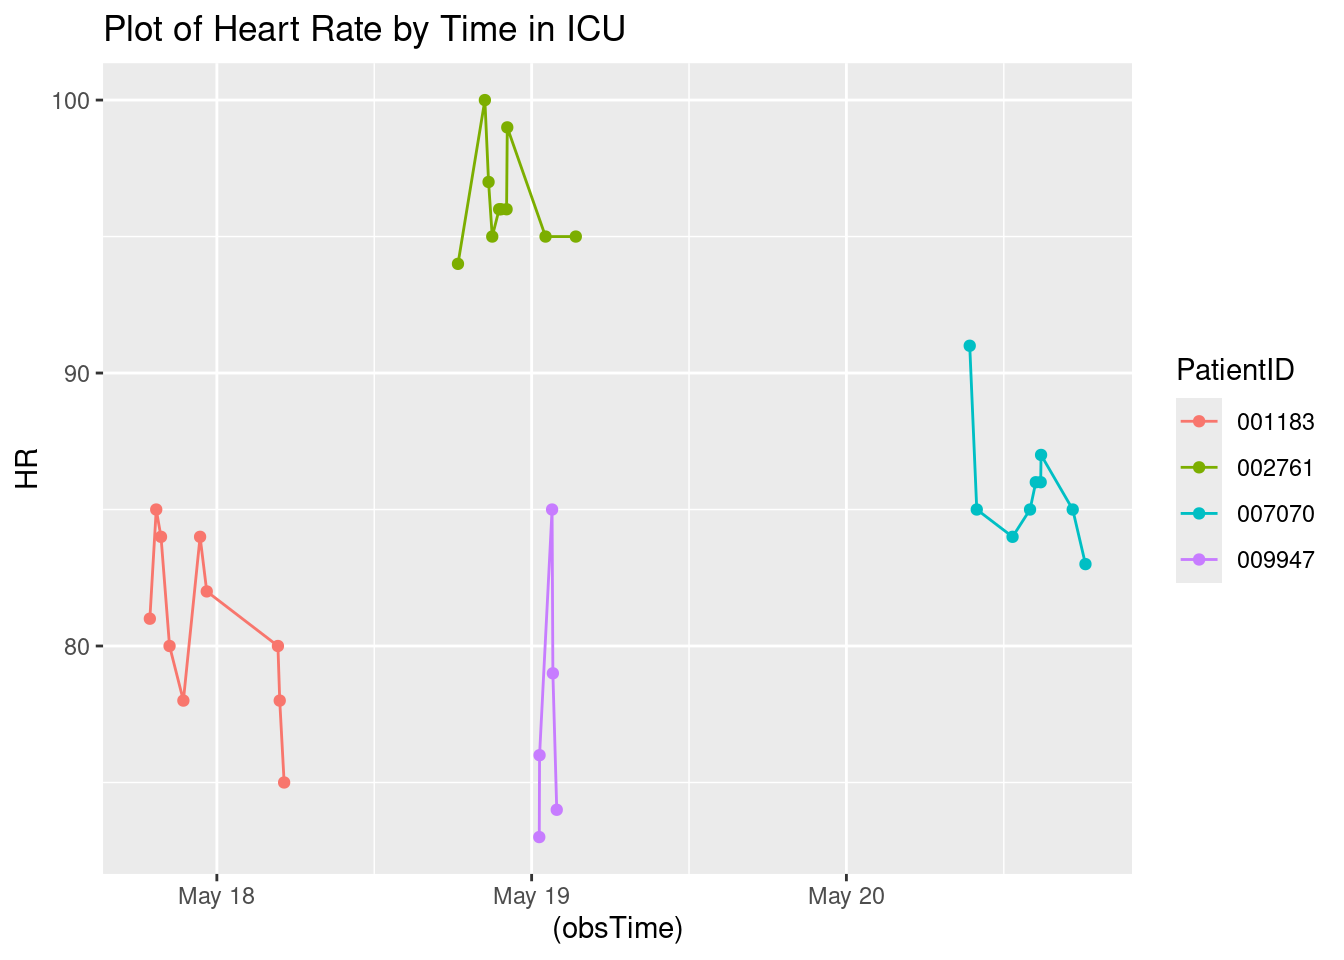 Plot of Heart Rate by Time in ICU
100
90
80
HR
May 18
May 19
May 20
(obsTime)
PatientID
001183
002761
007070
009947